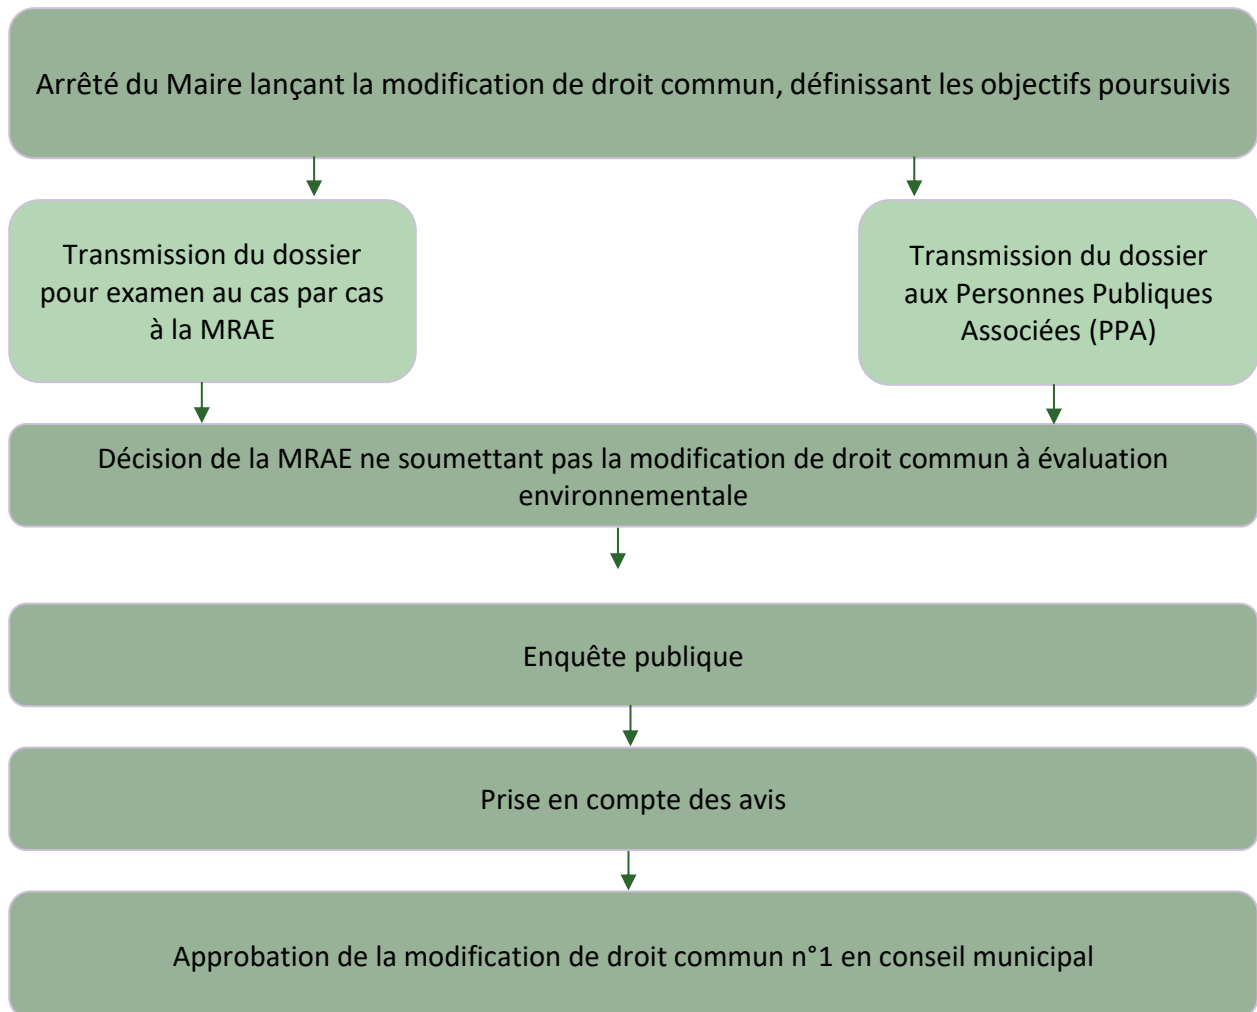 Arrêté du Maire lançant la modification de droit commun, définissant les objectifs poursuivis
Transmission du dossier
pour examen au cas par cas
à la MRAE
Transmission du dossier
aux Personnes Publiques
Associées (PPA)
Décision de la MRAE ne soumettant pas la modification de droit commun à évaluation
environnementale
Enquête publique
Prise en compte des avis
Approbation de la modification de droit commun n°1 en conseil municipal